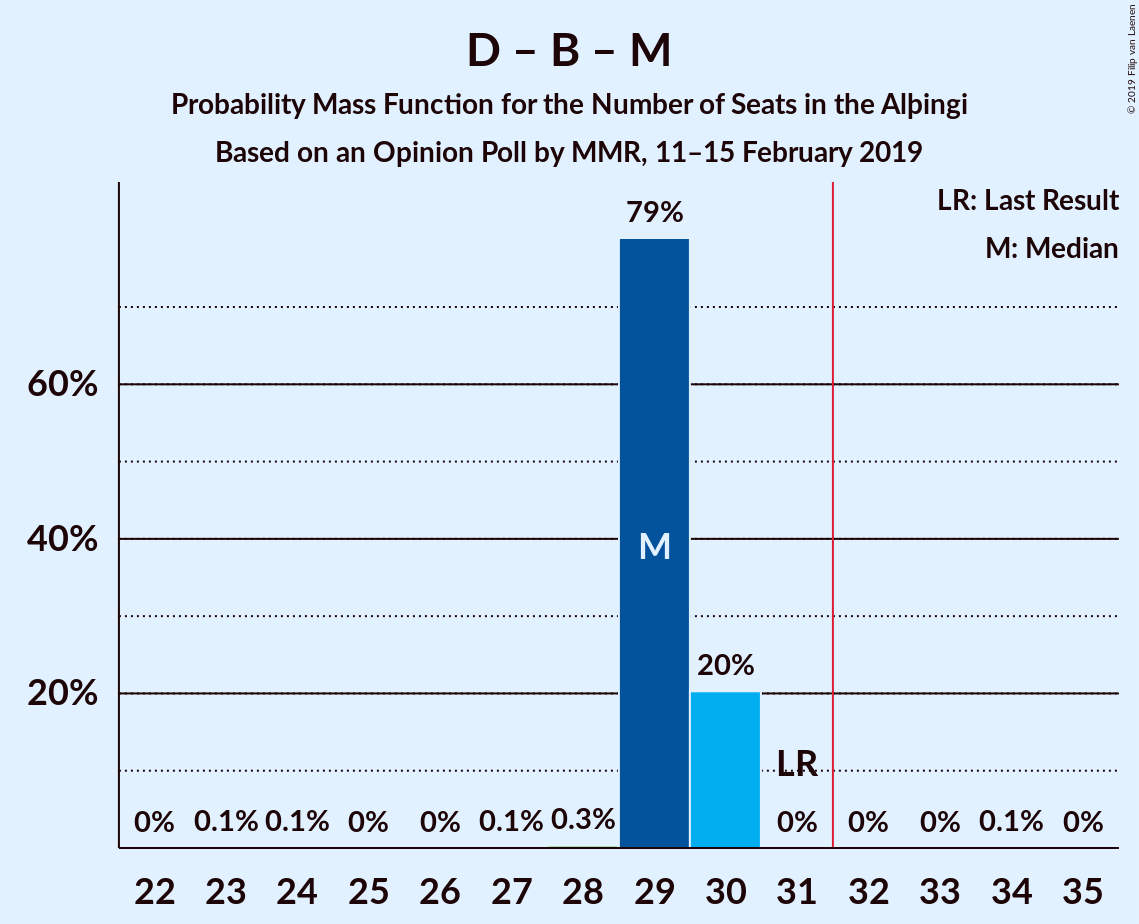 D – B – M
Probability Mass Function for the Number of Seats in the Alþingi
Based on an Opinion Poll by MMR, 11–15 February 2019
© 2019 Filip van Laenen
LR: Last Result
M: Median
79%
60%
40%
20%
M
20%
LR
0% 0.1% 0.1% 0% 0% 0.1% 0.3% 0% 0% 0% 0.1% 0%
22 23 24 25 26 27 28 29 30 31 32 33 34 35